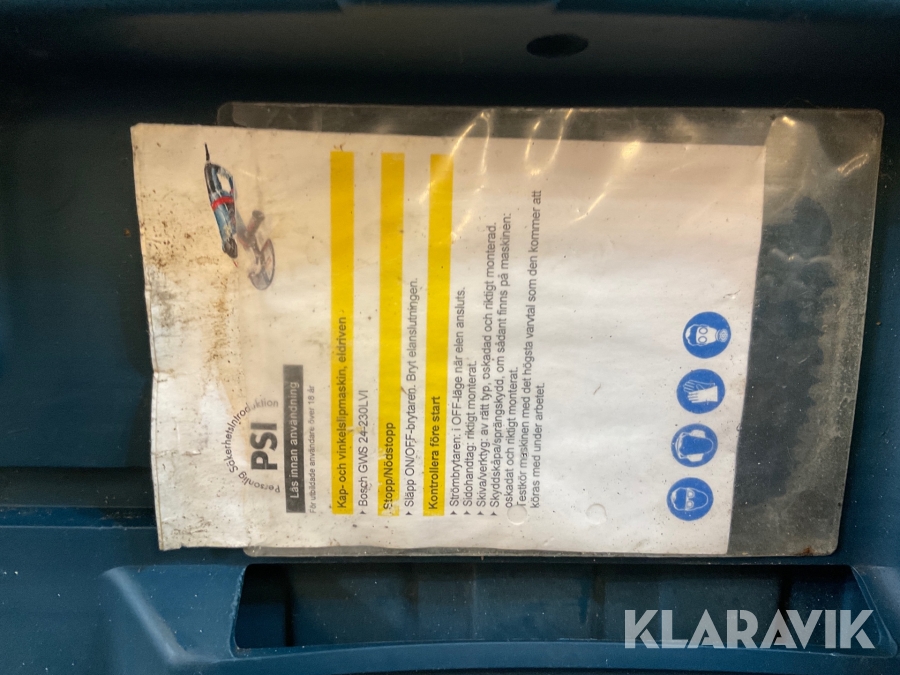 Personlig Säkerhetsintroduktion
PSI
Läs innan användning
För utbildade användare över 18 år
Kap- och vinkelslipmaskin, eldriven
Bosch GWS 24-230LVI
Stopp/Nödstopp
Släpp ON/OFF-brytaren. Bryt elanslutningen.
Kontrollera före start
Strömbrytaren: i OFF-läge när elen ansluts.
Sidohandtag: riktigt monterat.
Skiva/verktyg: av rätt typ, oskadad och riktigt monterad.
Skyddskåpa/sprängskydd, om sådant finns på maskinen:
oskadat och riktigt monterat.
Testkör maskinen med det högsta varvtal som den kommer att
köras med under arbetet.
KLARAVIK